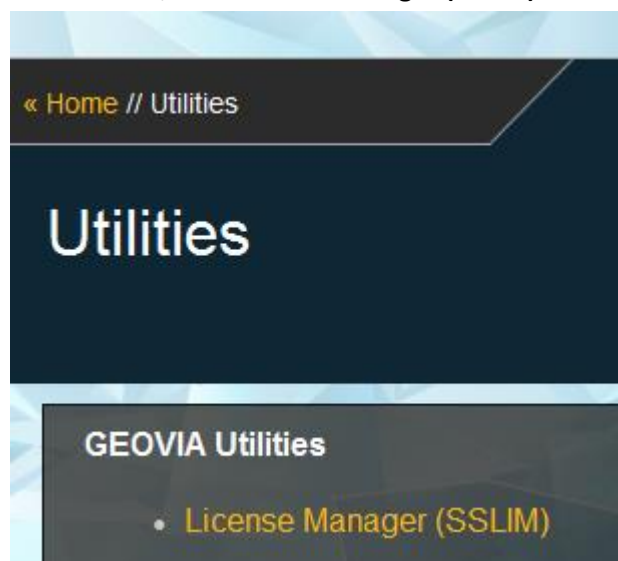 « Home // Utilities
Utilities
GEOVIA Utilities
• License Manager (SSLIM)